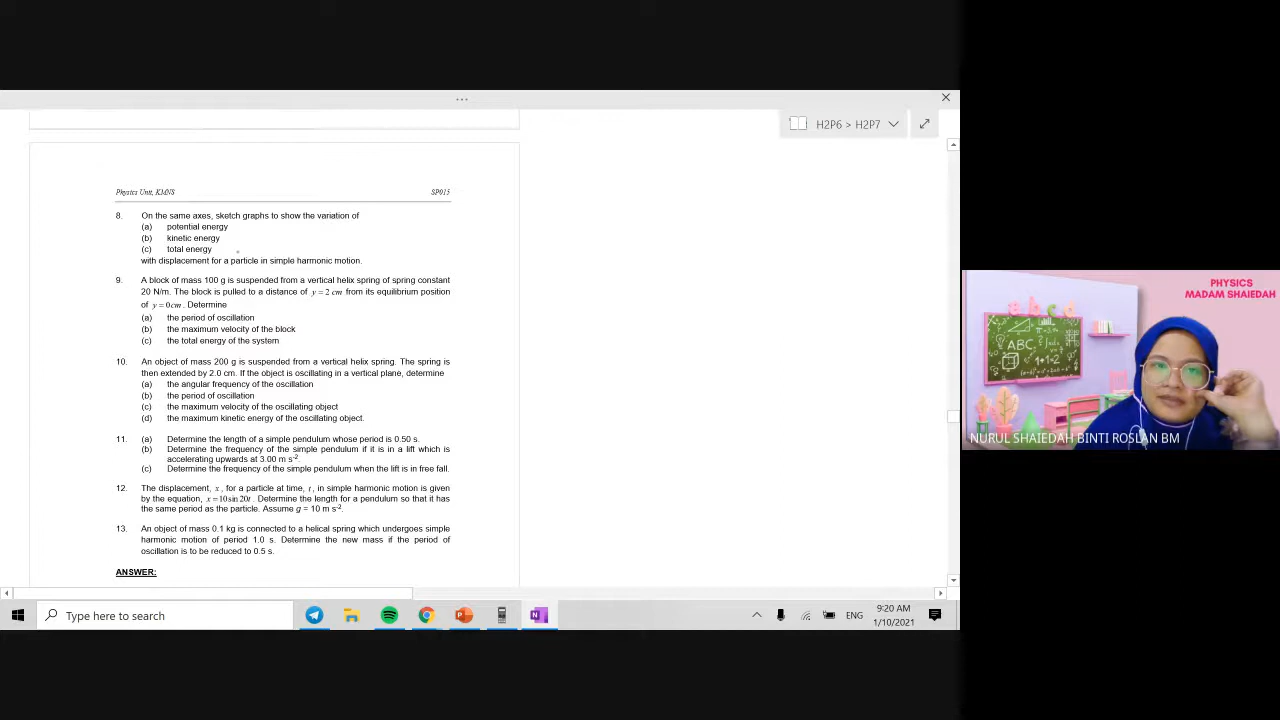 H2P6 > H2P7
Physics Unit, KMNS SP015
8. On the same axes, sketch graphs to show the variation of
(a) potential energy
(b) kinetic energy
(c) total energy
with displacement for a particle in simple harmonic motion.
9. A block of mass 100 g is suspended from a vertical helix spring of spring constant
20 N/m. The block is pulled to a distance of y = 2 cm from its equilibrium position
of y = 0cm. Determine
(a) the period of oscillation
(b) the maximum velocity of the block
(c) the total energy of the system
10. An object of mass 200 g is suspended from a vertical helix spring. The spring is
then extended by 2.0 cm. If the object is oscillating in a vertical plane, determine
(a) the angular frequency of the oscillation
(b) the period of oscillation
(c) the maximum velocity of the oscillating object
(d) the maximum kinetic energy of the oscillating object.
11. (a) Determine the length of a simple pendulum whose period is 0.50 s.
(b) Determine the frequency of the simple pendulum if it is in a lift which is
accelerating upwards at 3.00 m s⁻².
(c) Determine the frequency of the simple pendulum when the lift is in free fall.
12. The displacement, x, for a particle at time, t, in simple harmonic motion is given
by the equation, x = 10sin 20t. Determine the length for a pendulum so that it has
the same period as the particle. Assume g = 10 m s⁻².
13. An object of mass 0.1 kg is connected to a helical spring which undergoes simple
harmonic motion of period 1.0 s. Determine the new mass if the period of
oscillation is to be reduced to 0.5 s.
ANSWER:
PHYSICS
MADAM SHAIEDAH
a b c d
ABC
1+1=2
NURUL SHAIEDAH BINTI ROSLAN BM
Type here to search
ENG
9:20 AM
1/10/2021